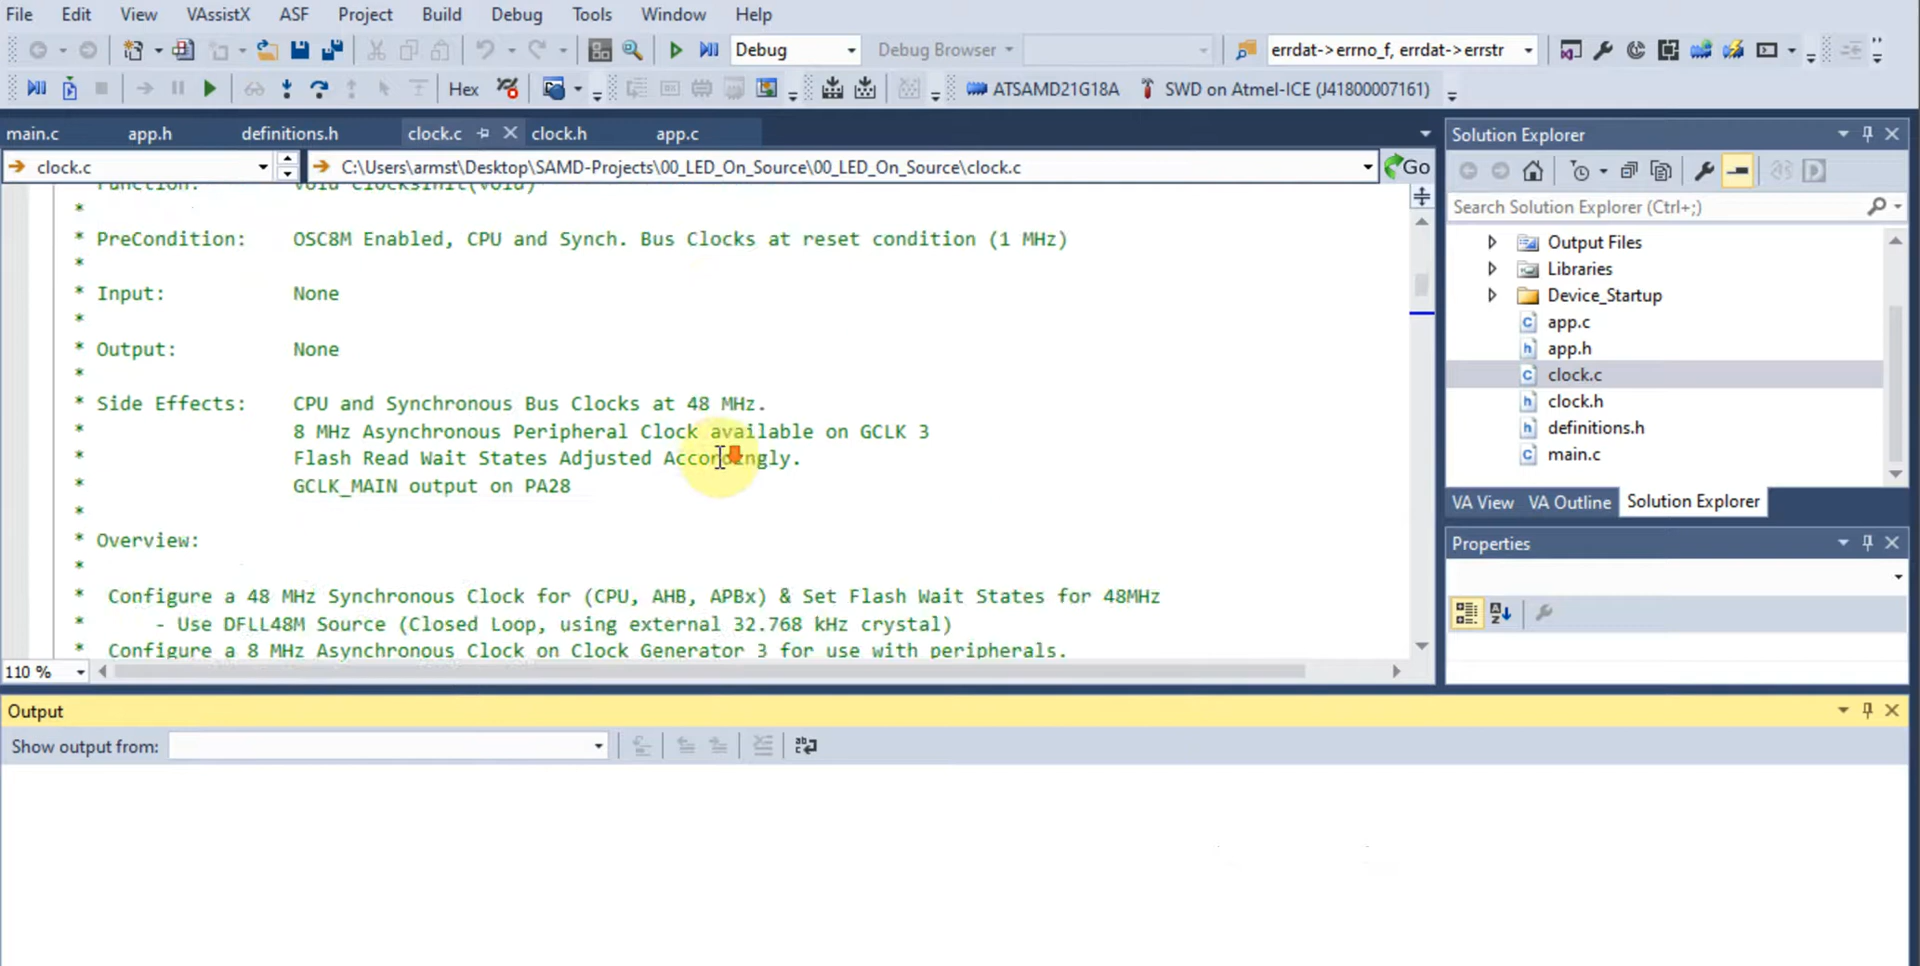 File Edit View VAssistX ASF Project Build Debug Tools Window Help
Debug Debug Browser errdat->errno_f, errdat->errstr
Hex ATSAMD21G18A SWD on Atmel-ICE (J41800007161)
main.c app.h definitions.h clock.c clock.h app.c
clock.c C:\Users\armst\Desktop\SAMD-Projects\00_LED_On_Source\00_LED_On_Source\clock.c Go
Function: void ClocksInit(void)
*
* PreCondition: OSC8M Enabled, CPU and Synch. Bus Clocks at reset condition (1 MHz)
*
* Input: None
*
* Output: None
*
* Side Effects: CPU and Synchronous Bus Clocks at 48 MHz.
* 8 MHz Asynchronous Peripheral Clock available on GCLK 3
* Flash Read Wait States Adjusted Accordingly.
* GCLK_MAIN output on PA28
*
* Overview:
*
* Configure a 48 MHz Synchronous Clock for (CPU, AHB, APBx) & Set Flash Wait States for 48MHz
* - Use DFLL48M Source (Closed Loop, using external 32.768 kHz crystal)
* Configure a 8 MHz Asynchronous Clock on Clock Generator 3 for use with peripherals.
110 %
Solution Explorer
Search Solution Explorer (Ctrl+;)
Output Files
Libraries
Device_Startup
app.c
app.h
clock.c
clock.h
definitions.h
main.c
VA View VA Outline Solution Explorer
Properties
Output
Show output from: